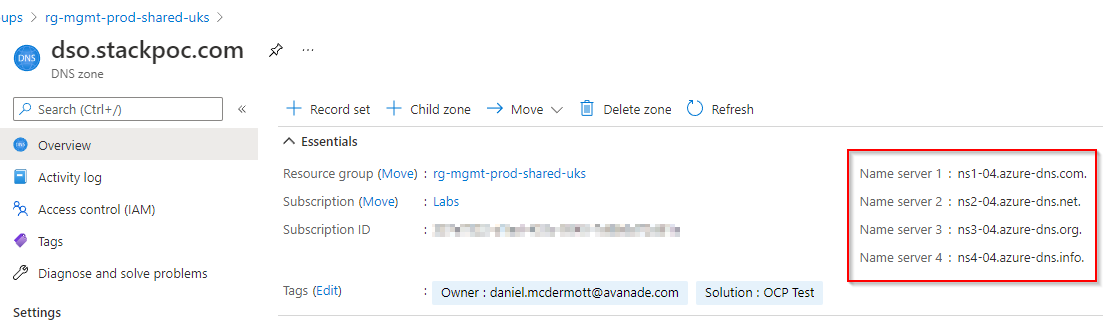 ups > rg-mgmt-prod-shared-uks >
DNS
dso.stackpoc.com ...
DNS zone
Search (Ctrl+/) «
Overview
Activity log
Access control (IAM)
Tags
Diagnose and solve problems
Settings
+ Record set + Child zone → Move Delete zone Refresh
Essentials
Resource group (Move) : rg-mgmt-prod-shared-uks
Subscription (Move) : Labs
Subscription ID :
Tags (Edit) : Owner : daniel.mcdermott@avanade.com Solution : OCP Test
Name server 1 : ns1-04.azure-dns.com.
Name server 2 : ns2-04.azure-dns.net.
Name server 3 : ns3-04.azure-dns.org.
Name server 4 : ns4-04.azure-dns.info.